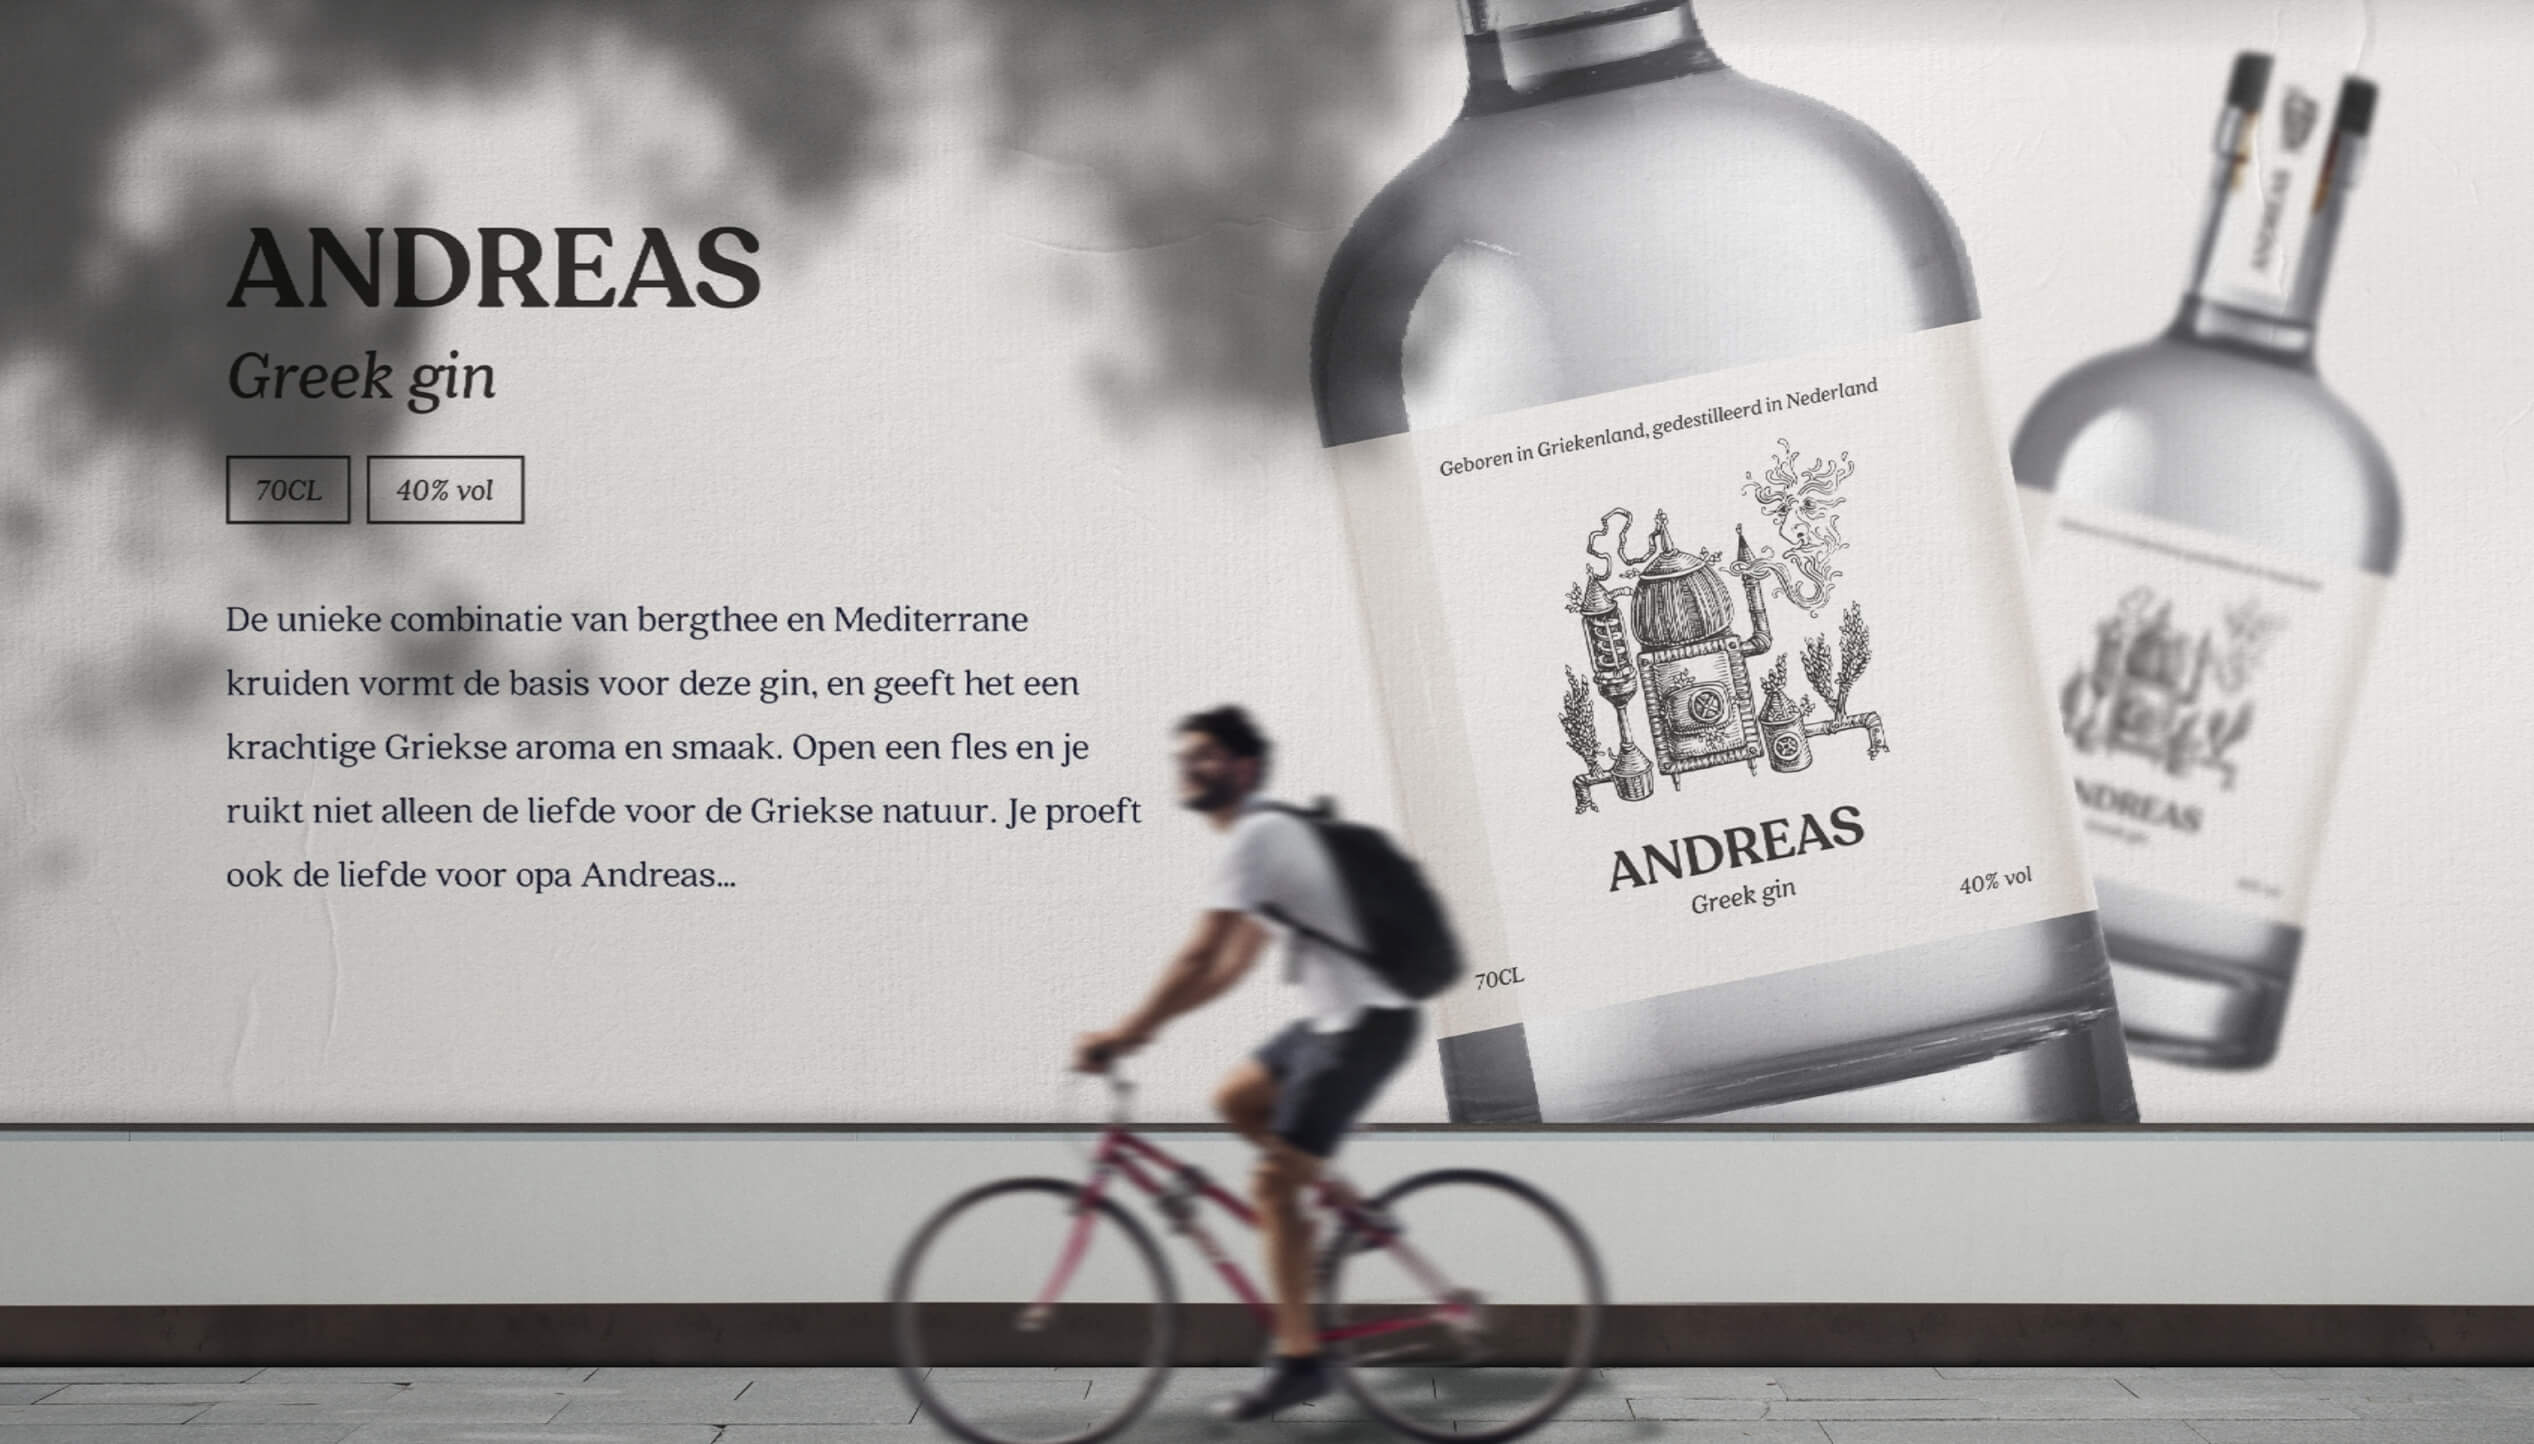 ANDREAS
Greek gin
70CL
40% vol
De unieke combinatie van bergthee en Mediterrane
kruiden vormt de basis voor deze gin, en geeft het een
krachtige Griekse aroma en smaak. Open een fles en je
ruikt niet alleen de liefde voor de Griekse natuur. Je proeft
ook de liefde voor opa Andreas...
Geboren in Griekenland, gedestilleerd in Nederland
ANDREAS
Greek gin
40% vol
70CL
ANDREAS
NDREAS